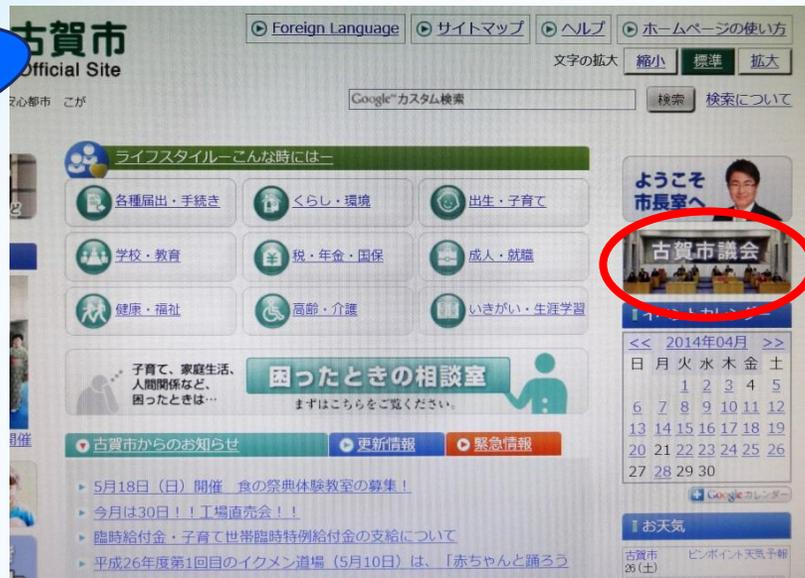 古賀市
Official Site
安心都市 こが
Foreign Language
サイトマップ
ヘルプ
ホームページの使い方
文字の拡大 縮小 標準 拡大
Google カスタム検索
検索 検索について
ライフスタイルーこんな時にはー
各種届出・手続き
くらし・環境
出生・子育て
学校・教育
税・年金・国保
成人・就職
健康・福祉
高齢・介護
いきがい・生涯学習
子育て、家庭生活、
人間関係など、
困ったときは…
困ったときの相談室
まずはこちらをご覧ください。
古賀市からのお知らせ
更新情報
緊急情報
5月18日(日)開催 食の祭典体験教室の募集!
今月は30日!!工場直売会!!
臨時給付金・子育て世帯臨時特例給付金の支給について
平成26年度第1回目のイクメン道場(5月10日)は、「赤ちゃんと踊ろう
開催
ようこそ
市長室へ
古賀市議会
イベントカレンダー
<< 2014年04月 >>
日 月 火 水 木 金 土
1 2 3 4 5
6 7 8 9 10 11 12
13 14 15 16 17 18 19
20 21 22 23 24 25 26
27 28 29 30
Google カレンダー
お天気
古賀市 ピンポイント天気予報
26(土)